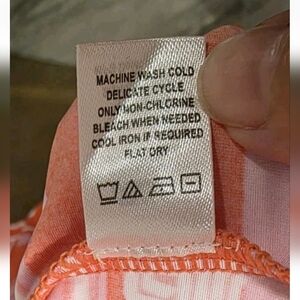 MACHINE WASH COLD
DELICATE CYCLE
ONLY NON-CHLORINE
BLEACH WHEN NEEDED
COOL IRON IF REQUIRED
FLAT DRY